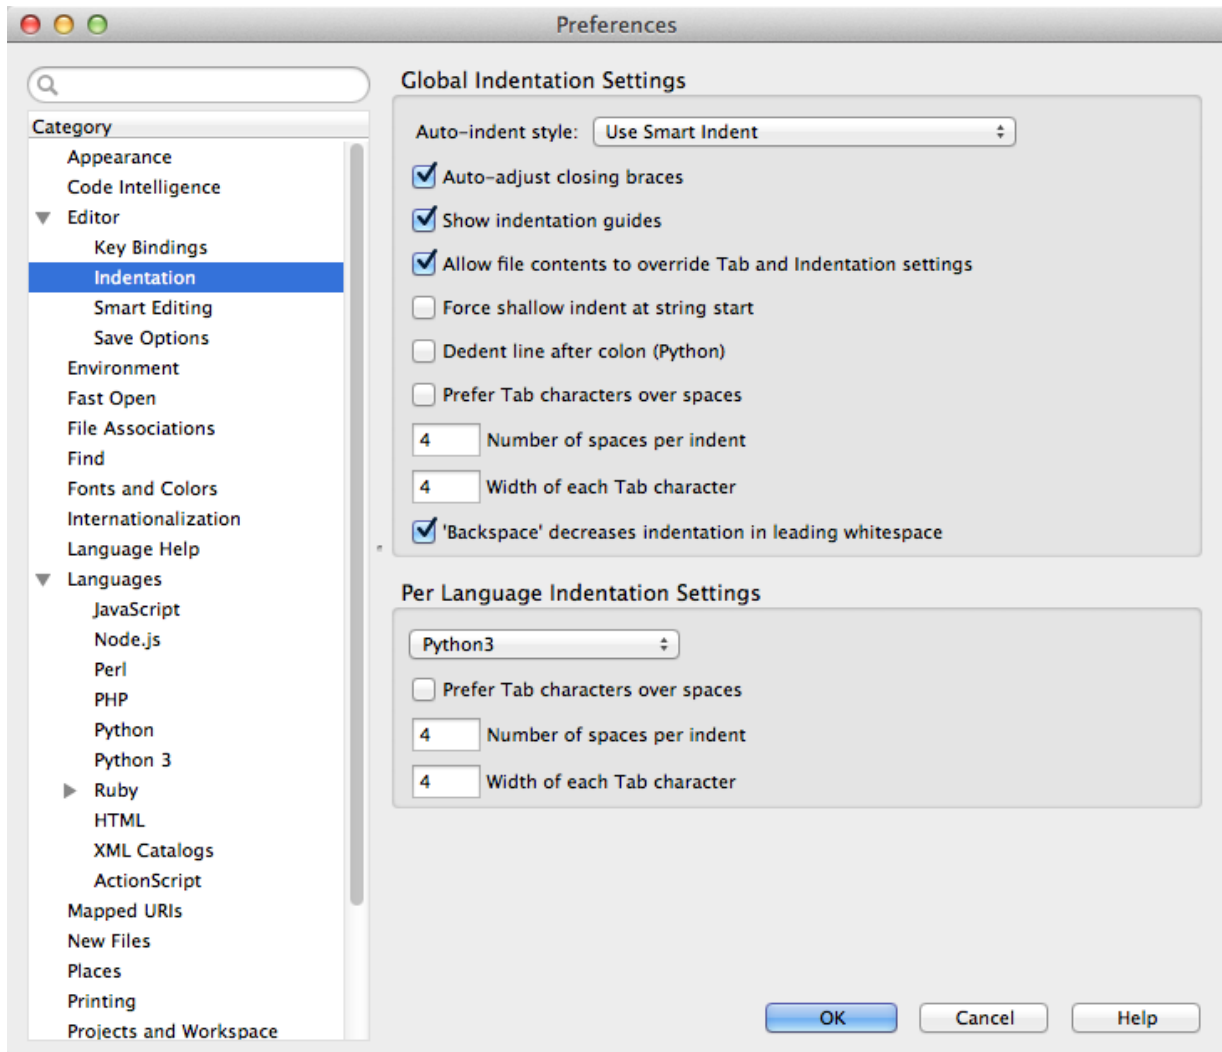 Preferences
Category
Appearance
Code Intelligence
Editor
Key Bindings
Indentation
Smart Editing
Save Options
Environment
Fast Open
File Associations
Find
Fonts and Colors
Internationalization
Language Help
Languages
JavaScript
Node.js
Perl
PHP
Python
Python 3
Ruby
HTML
XML Catalogs
ActionScript
Mapped URIs
New Files
Places
Printing
Projects and Workspace
Global Indentation Settings
Auto-indent style: Use Smart Indent
Auto-adjust closing braces
Show indentation guides
Allow file contents to override Tab and Indentation settings
Force shallow indent at string start
Dedent line after colon (Python)
Prefer Tab characters over spaces
4 Number of spaces per indent
4 Width of each Tab character
'Backspace' decreases indentation in leading whitespace
Per Language Indentation Settings
Python3
Prefer Tab characters over spaces
4 Number of spaces per indent
4 Width of each Tab character
OK Cancel Help